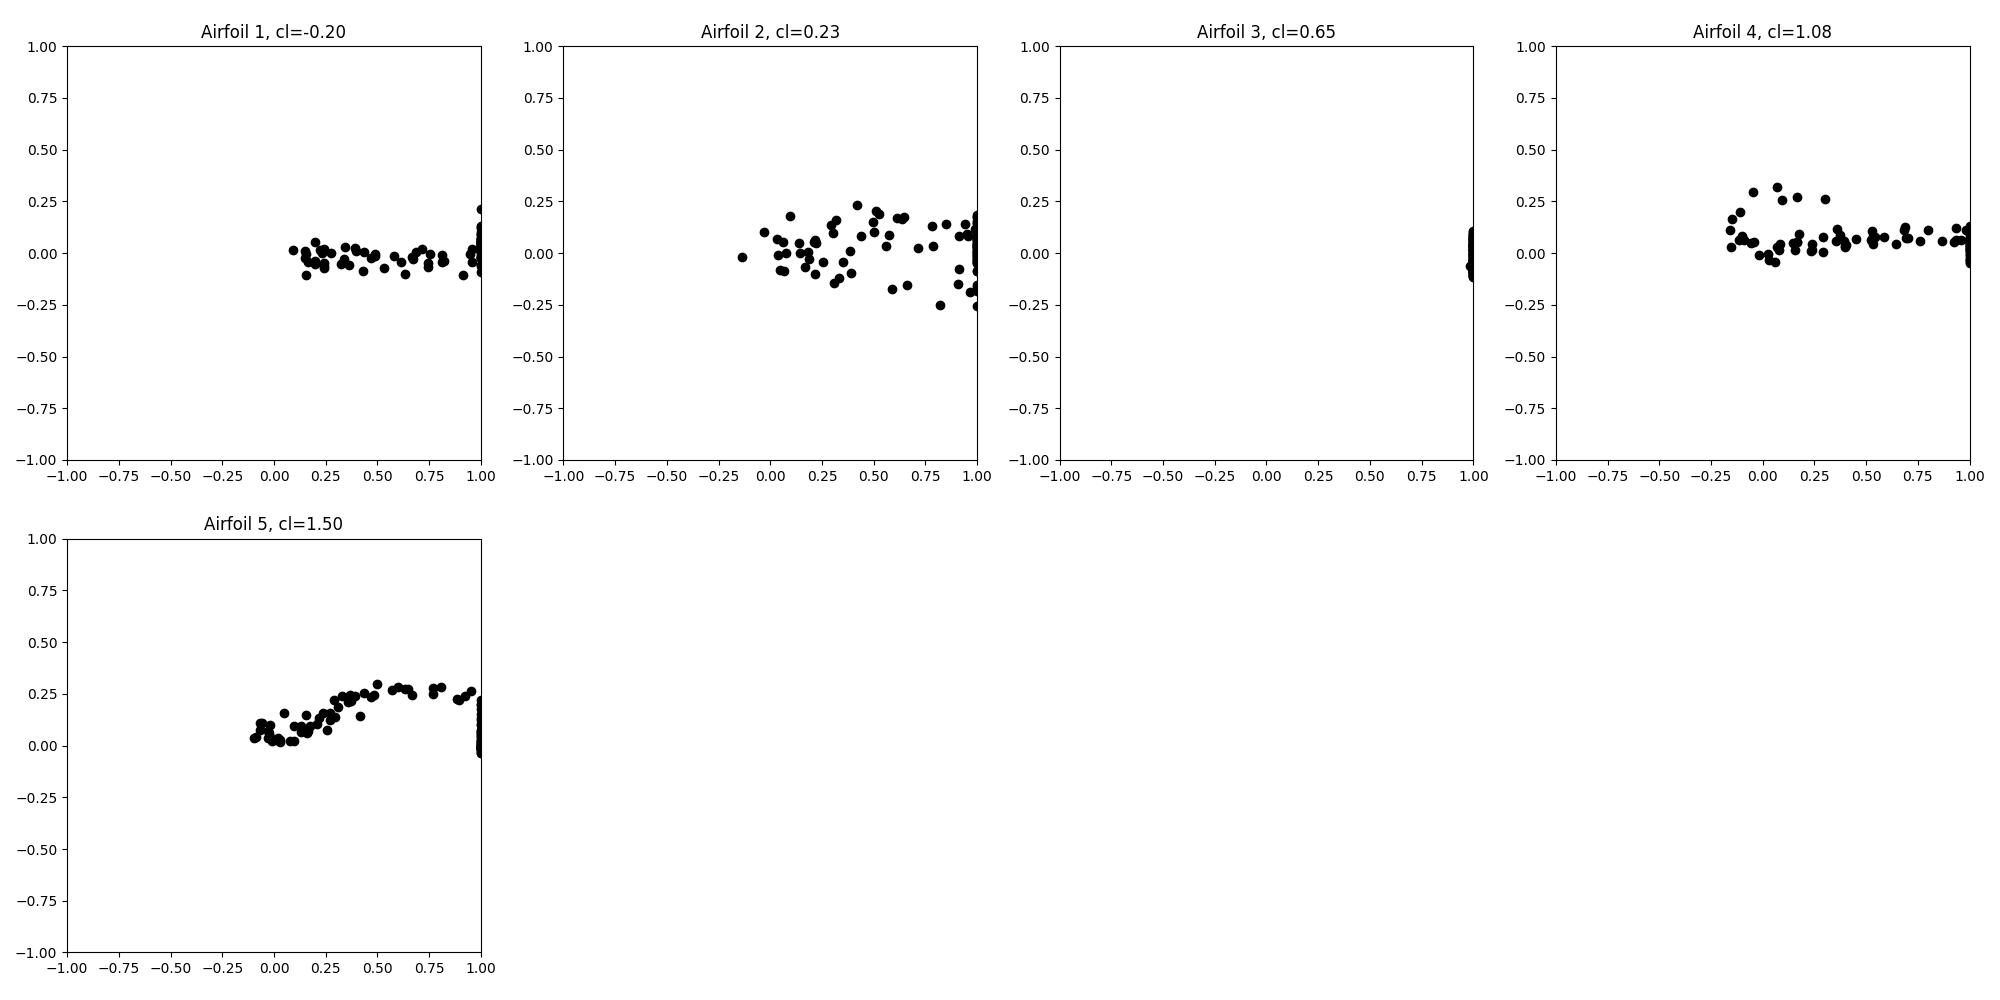 Airfoil 1, cl=-0.20
Airfoil 2, cl=0.23
Airfoil 3, cl=0.65
Airfoil 4, cl=1.08
1.00 1.00 1.00 1.00
0.75 0.75 0.75 0.75
0.50 0.50 0.50 0.50
0.25 0.25 0.25 0.25
0.00 0.00 0.00 0.00
−0.25 −0.25 −0.25 −0.25
−0.50 −0.50 −0.50 −0.50
−0.75 −0.75 −0.75 −0.75
−1.00 −1.00 −1.00 −1.00
−1.00 −0.75 −0.50 −0.25 0.00 0.25 0.50 0.75 1.00
−1.00 −0.75 −0.50 −0.25 0.00 0.25 0.50 0.75 1.00
−1.00 −0.75 −0.50 −0.25 0.00 0.25 0.50 0.75 1.00
−1.00 −0.75 −0.50 −0.25 0.00 0.25 0.50 0.75 1.00
Airfoil 5, cl=1.50
1.00
0.75
0.50
0.25
0.00
−0.25
−0.50
−0.75
−1.00
−1.00 −0.75 −0.50 −0.25 0.00 0.25 0.50 0.75 1.00